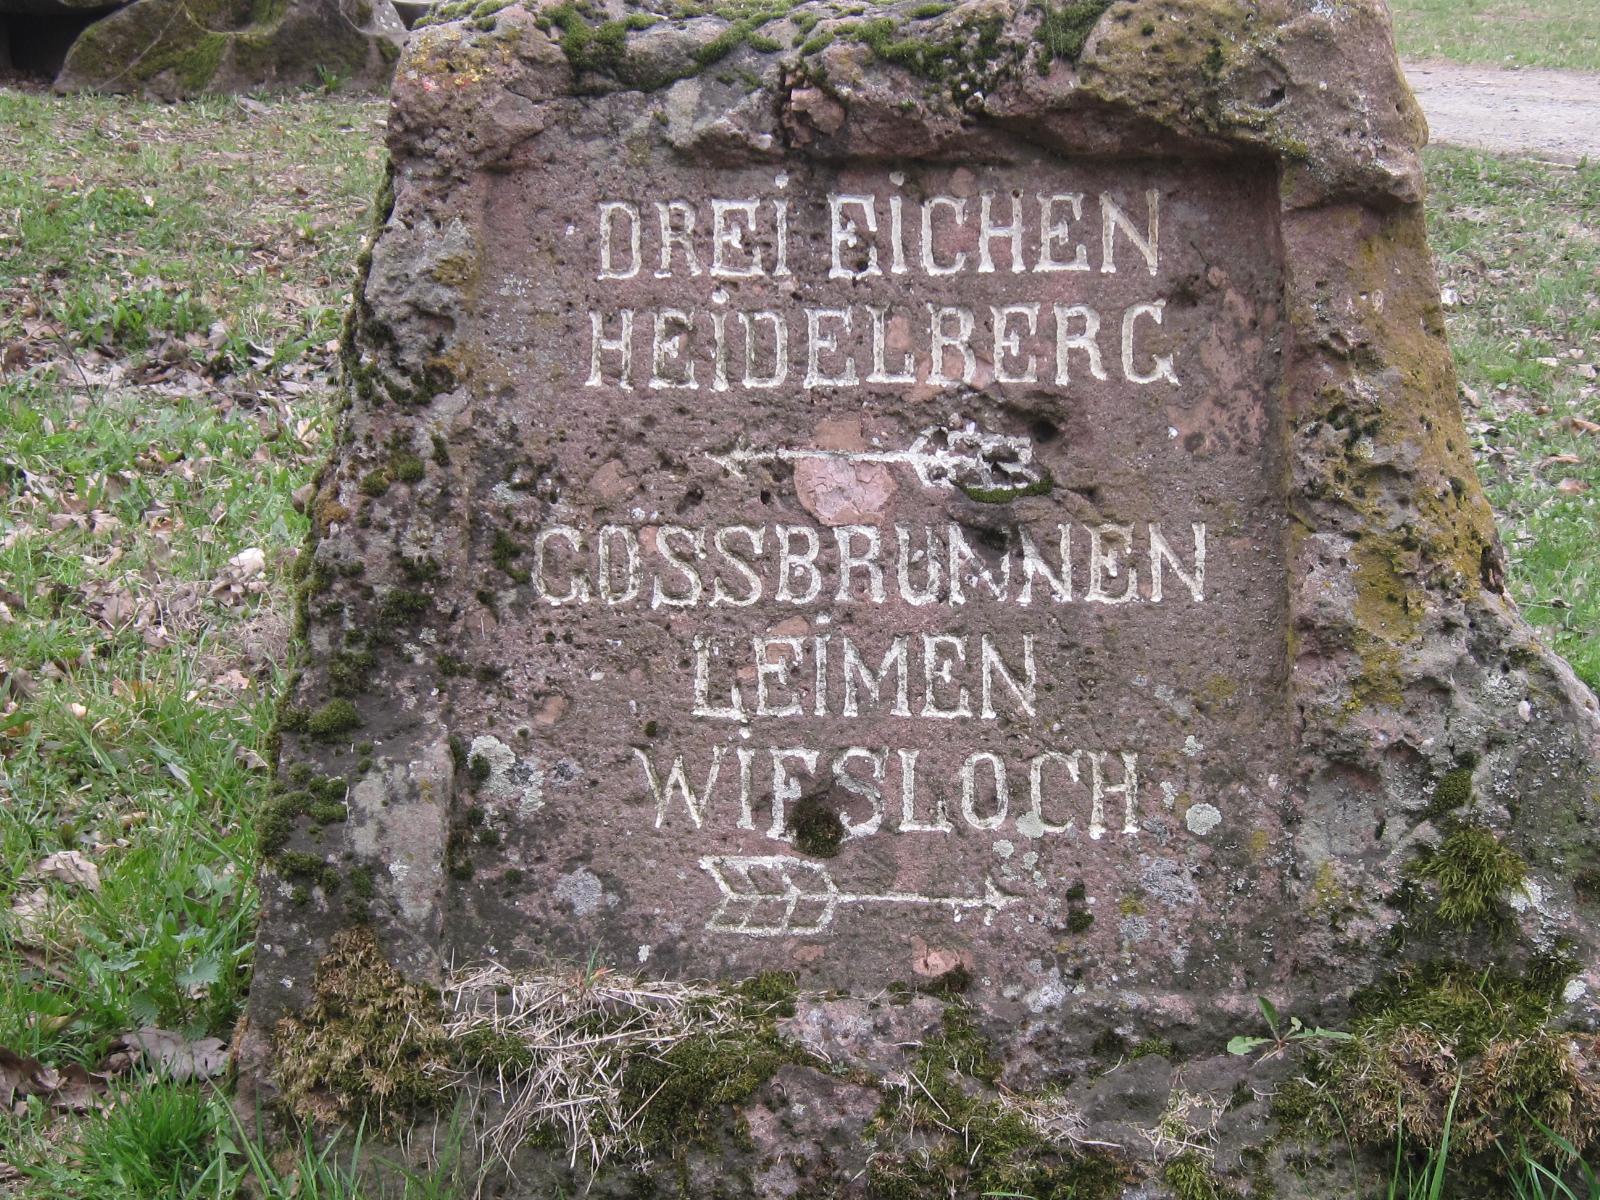 DREI EICHEN
HEIDELBERG
GOSSBRUNNEN
LEIMEN
WIESLOCH